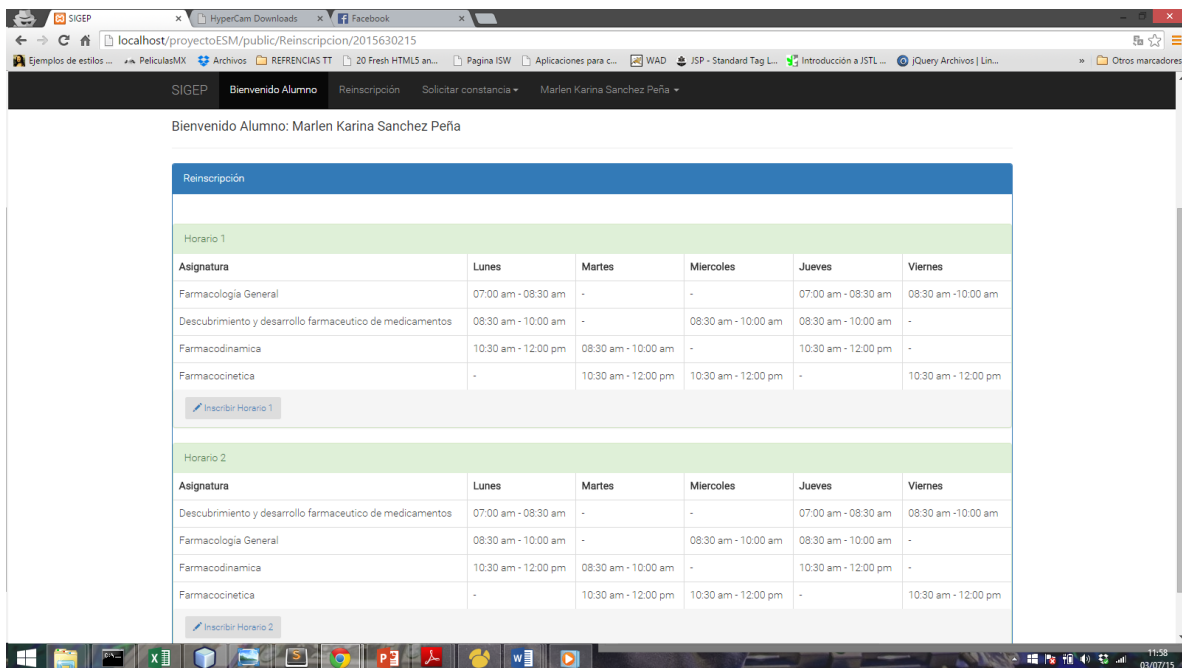 SIGEP HyperCam Downloads Facebook
localhost/proyectoESM/public/Reinscripcion/2015630215
Ejemplos de estilos ... PeliculasMX Archivos REFRENCIAS TT 20 Fresh HTML5 an... Pagina ISW Aplicaciones para c... WAD JSP - Standard Tag L... Introducción a JSTL ... jQuery Archivos | Lin... » Otros marcadores
SIGEP Bienvenido Alumno Reinscripción Solicitar constancia Marlen Karina Sanchez Peña
Bienvenido Alumno: Marlen Karina Sanchez Peña
Reinscripción
Horario 1
Asignatura Lunes Martes Miercoles Jueves Viernes
Farmacología General 07:00 am - 08:30 am - - 07:00 am - 08:30 am 08:30 am -10:00 am
Descubrimiento y desarrollo farmaceutico de medicamentos 08:30 am - 10:00 am - 08:30 am - 10:00 am 08:30 am - 10:00 am -
Farmacodinamica 10:30 am - 12:00 pm 08:30 am - 10:00 am - 10:30 am - 12:00 pm -
Farmacocinetica - 10:30 am - 12:00 pm 10:30 am - 12:00 pm - 10:30 am - 12:00 pm
Inscribir Horario 1
Horario 2
Asignatura Lunes Martes Miercoles Jueves Viernes
Descubrimiento y desarrollo farmaceutico de medicamentos 07:00 am - 08:30 am - - 07:00 am - 08:30 am 08:30 am -10:00 am
Farmacología General 08:30 am - 10:00 am - 08:30 am - 10:00 am 08:30 am - 10:00 am -
Farmacodinamica 10:30 am - 12:00 pm 08:30 am - 10:00 am - 10:30 am - 12:00 pm -
Farmacocinetica - 10:30 am - 12:00 pm 10:30 am - 12:00 pm - 10:30 am - 12:00 pm
Inscribir Horario 2
11:58
03/07/15